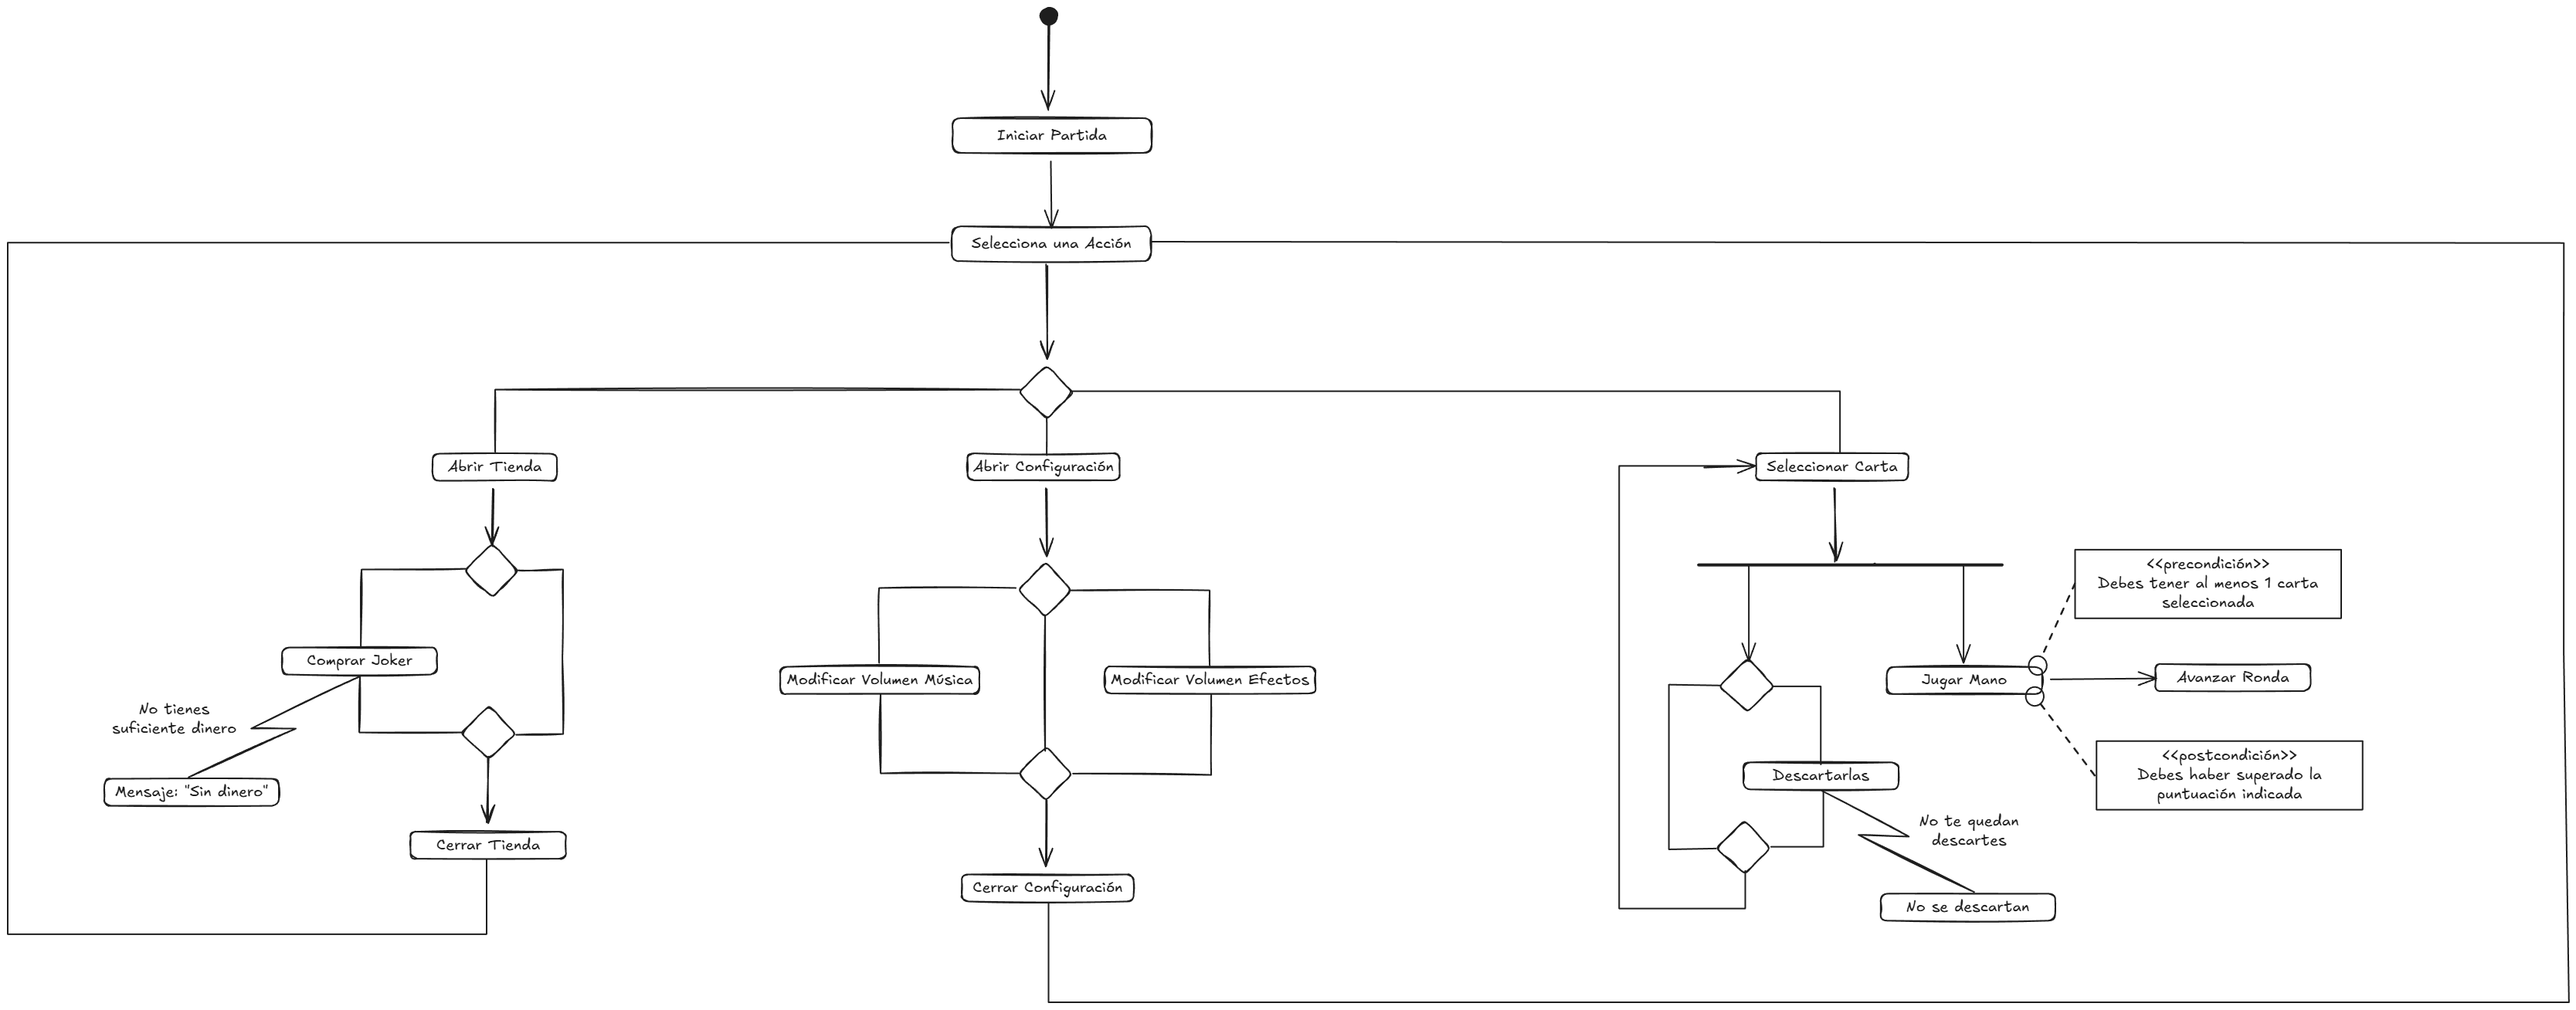 Iniciar Partida
Selecciona una Acción
Abrir Tienda
Abrir Configuración
Seleccionar Carta
<<precondición>>
Debes tener al menos 1 carta
seleccionada
Comprar Joker
Modificar Volumen Música
Modificar Volumen Efectos
Jugar Mano
Avanzar Ronda
No tienes
suficiente dinero
<<postcondición>>
Debes haber superado la
puntuación indicada
Descartarlas
Mensaje: "Sin dinero"
No te quedan
descartes
Cerrar Tienda
Cerrar Configuración
No se descartan